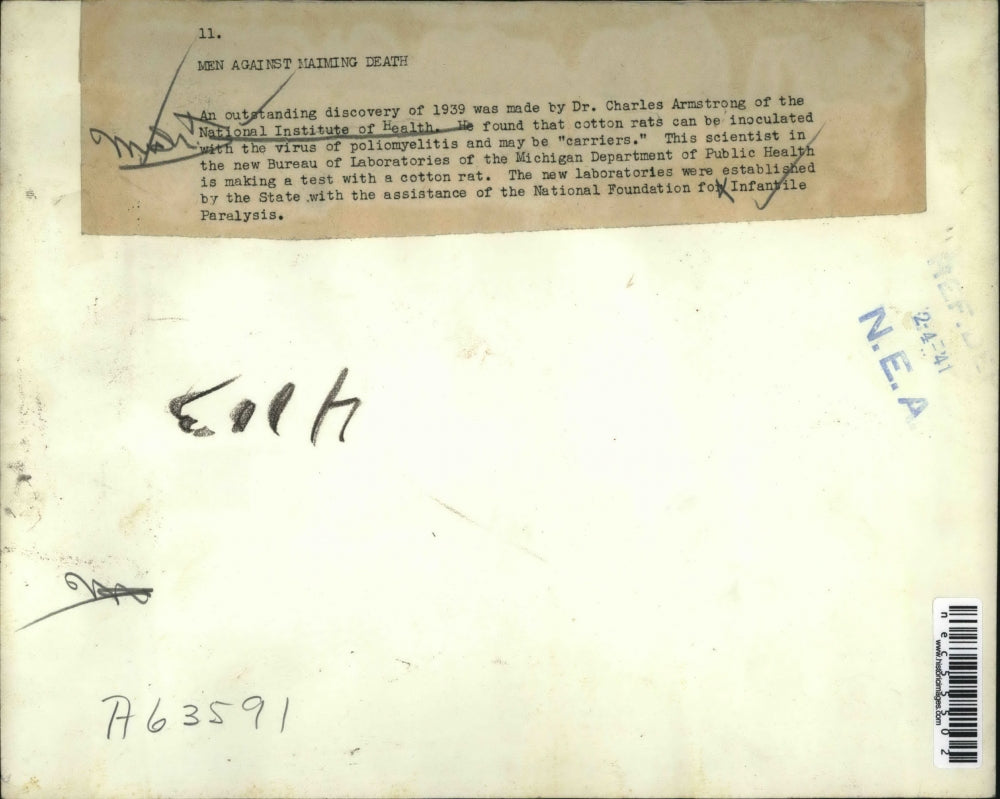 11.
MEN AGAINST MAIMING DEATH
An outstanding discovery of 1939 was made by Dr. Charles Armstrong of the
National Institute of Health. He found that cotton rats can be inoculated
with the virus of poliomyelitis and may be "carriers." This scientist in
the new Bureau of Laboratories of the Michigan Department of Public Health
is making a test with a cotton rat. The new laboratories were established
by the State with the assistance of the National Foundation for Infantile
Paralysis.
2-4-'41
N.E.A
A63591
www.historicimages.com